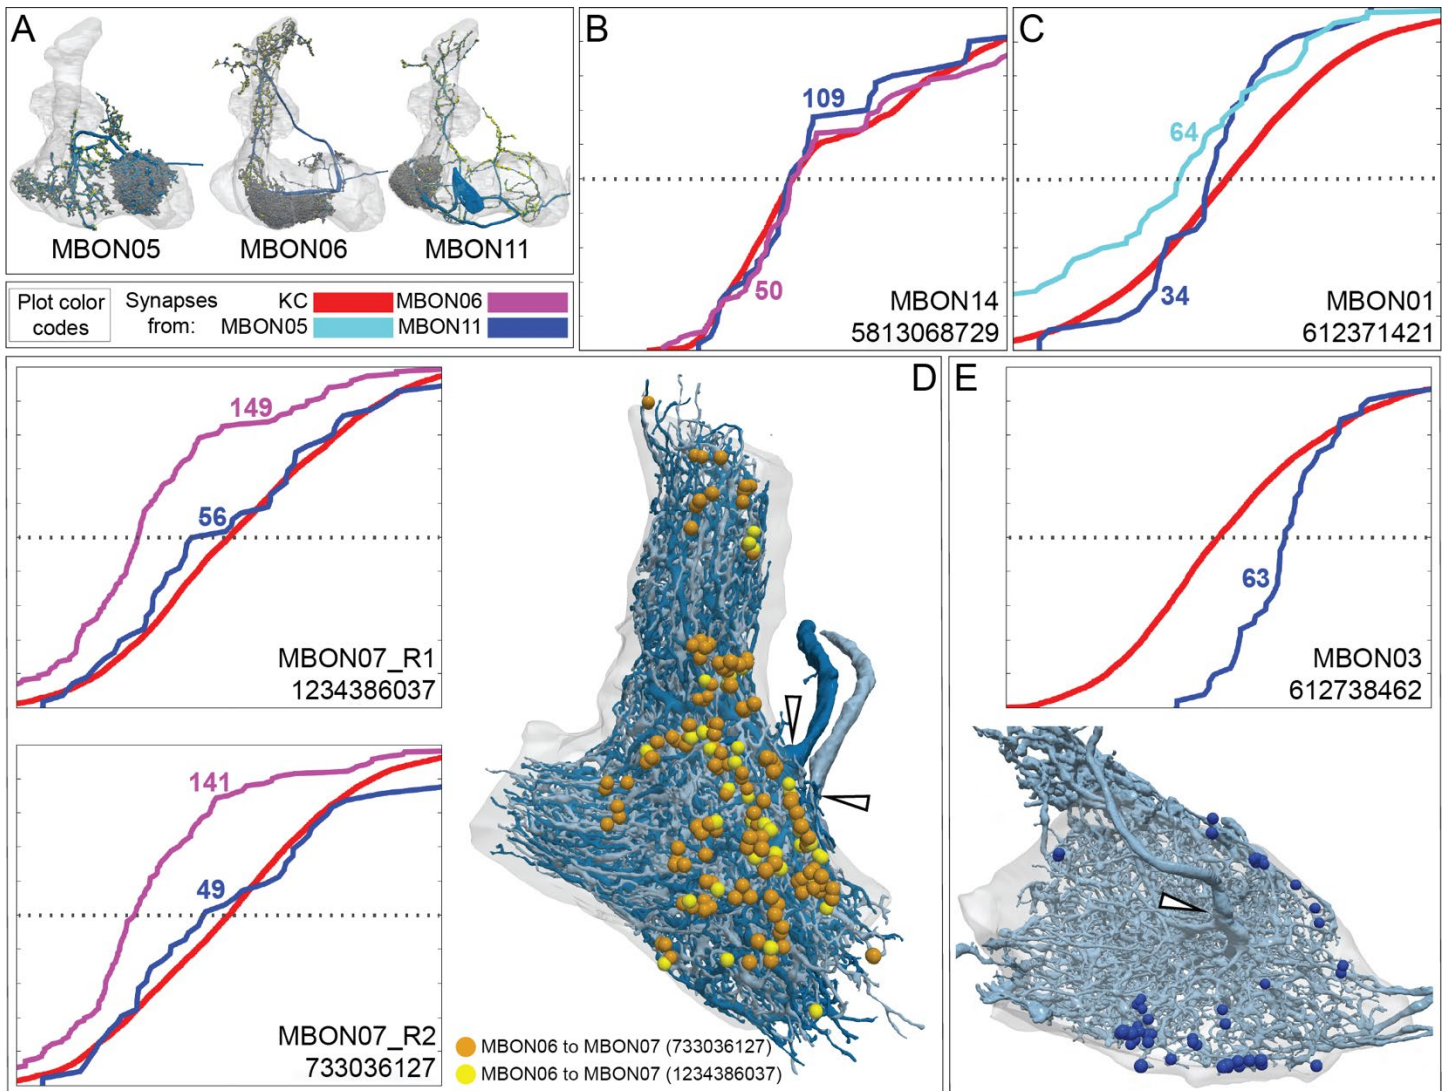 A
MBON05 MBON06 MBON11
Plot color codes
Synapses from:
KC MBON06
MBON05 MBON11
B
109
50
MBON14
5813068729
C
64
34
MBON01
612371421
149
56
MBON07_R1
1234386037
141
49
MBON07_R2
733036127
D
MBON06 to MBON07 (733036127)
MBON06 to MBON07 (1234386037)
E
63
MBON03
612738462